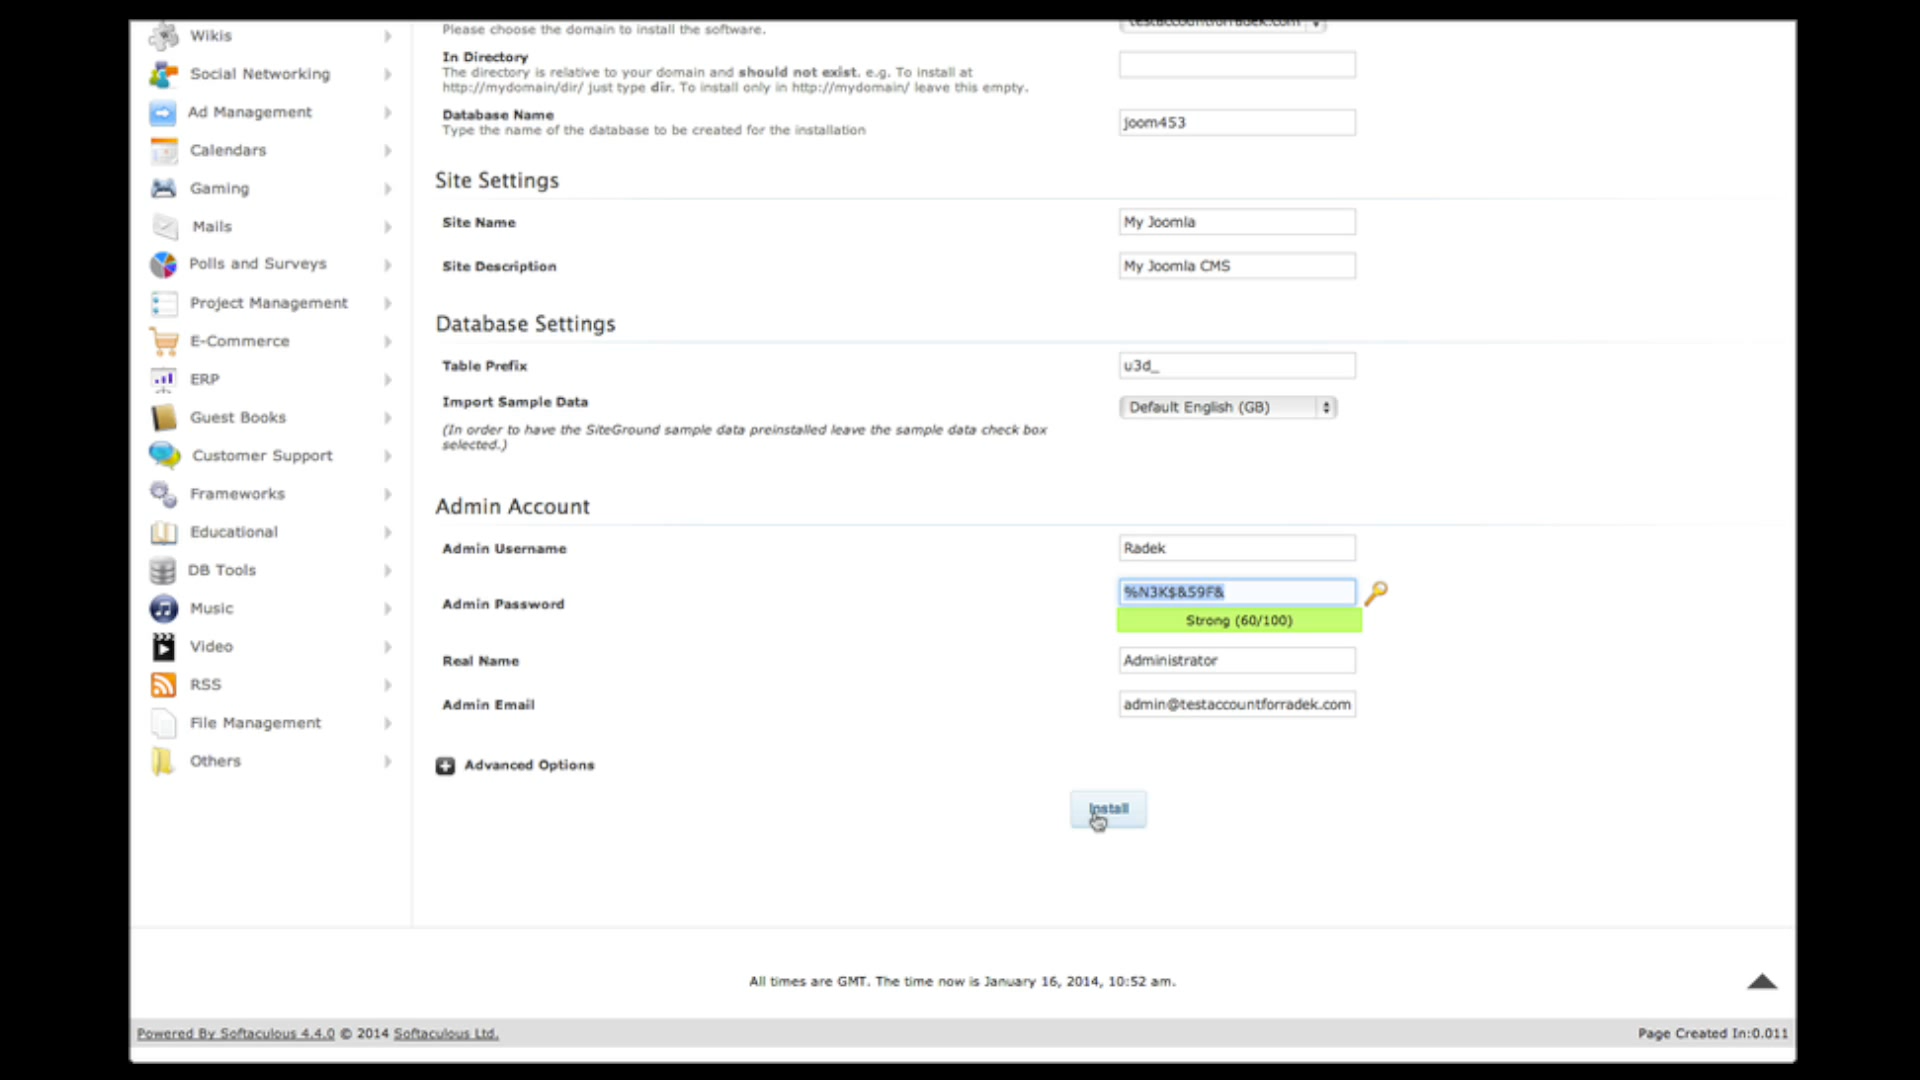 Wikis
Social Networking
Ad Management
Calendars
Gaming
Mails
Polls and Surveys
Project Management
E-Commerce
ERP
Guest Books
Customer Support
Frameworks
Educational
DB Tools
Music
Video
RSS
File Management
Others
Please choose the domain to install the software.
testaccountforradek.com
In Directory
The directory is relative to your domain and should not exist. e.g. To install at
http://mydomain/dir/ just type dir. To install only in http://mydomain/ leave this empty.
Database Name
Type the name of the database to be created for the installation
joom453
Site Settings
Site Name
My Joomla
Site Description
My Joomla CMS
Database Settings
Table Prefix
u3d_
Import Sample Data
Default English (GB)
(In order to have the SiteGround sample data preinstalled leave the sample data check box
selected.)
Admin Account
Admin Username
Radek
Admin Password
%N3K$&59F&
Strong (60/100)
Real Name
Administrator
Admin Email
admin@testaccountforradek.com
Advanced Options
Install
All times are GMT. The time now is January 16, 2014, 10:52 am.
Powered By Softaculous 4.4.0 © 2014 Softaculous Ltd.
Page Created In:0.011